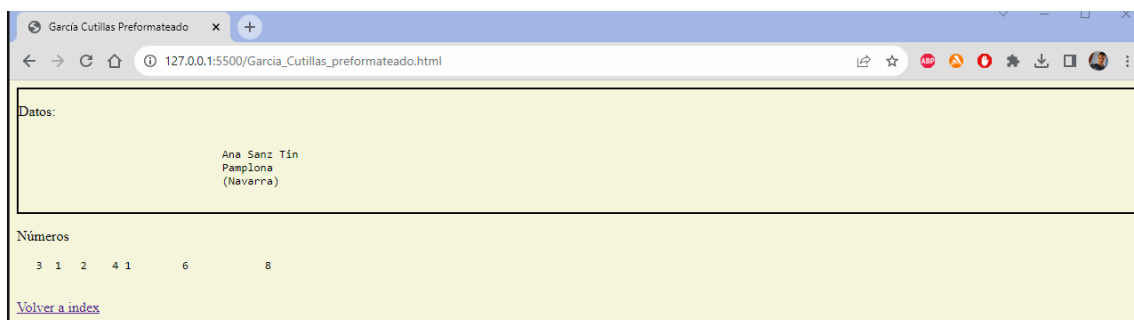 García Cutillas Preformateado
127.0.0.1:5500/Garcia_Cutillas_preformateado.html
ABP
Datos:
Ana Sanz Tin
Pamplona
(Navarra)
Números
3 1 2 4 1 6 8
Volver a index